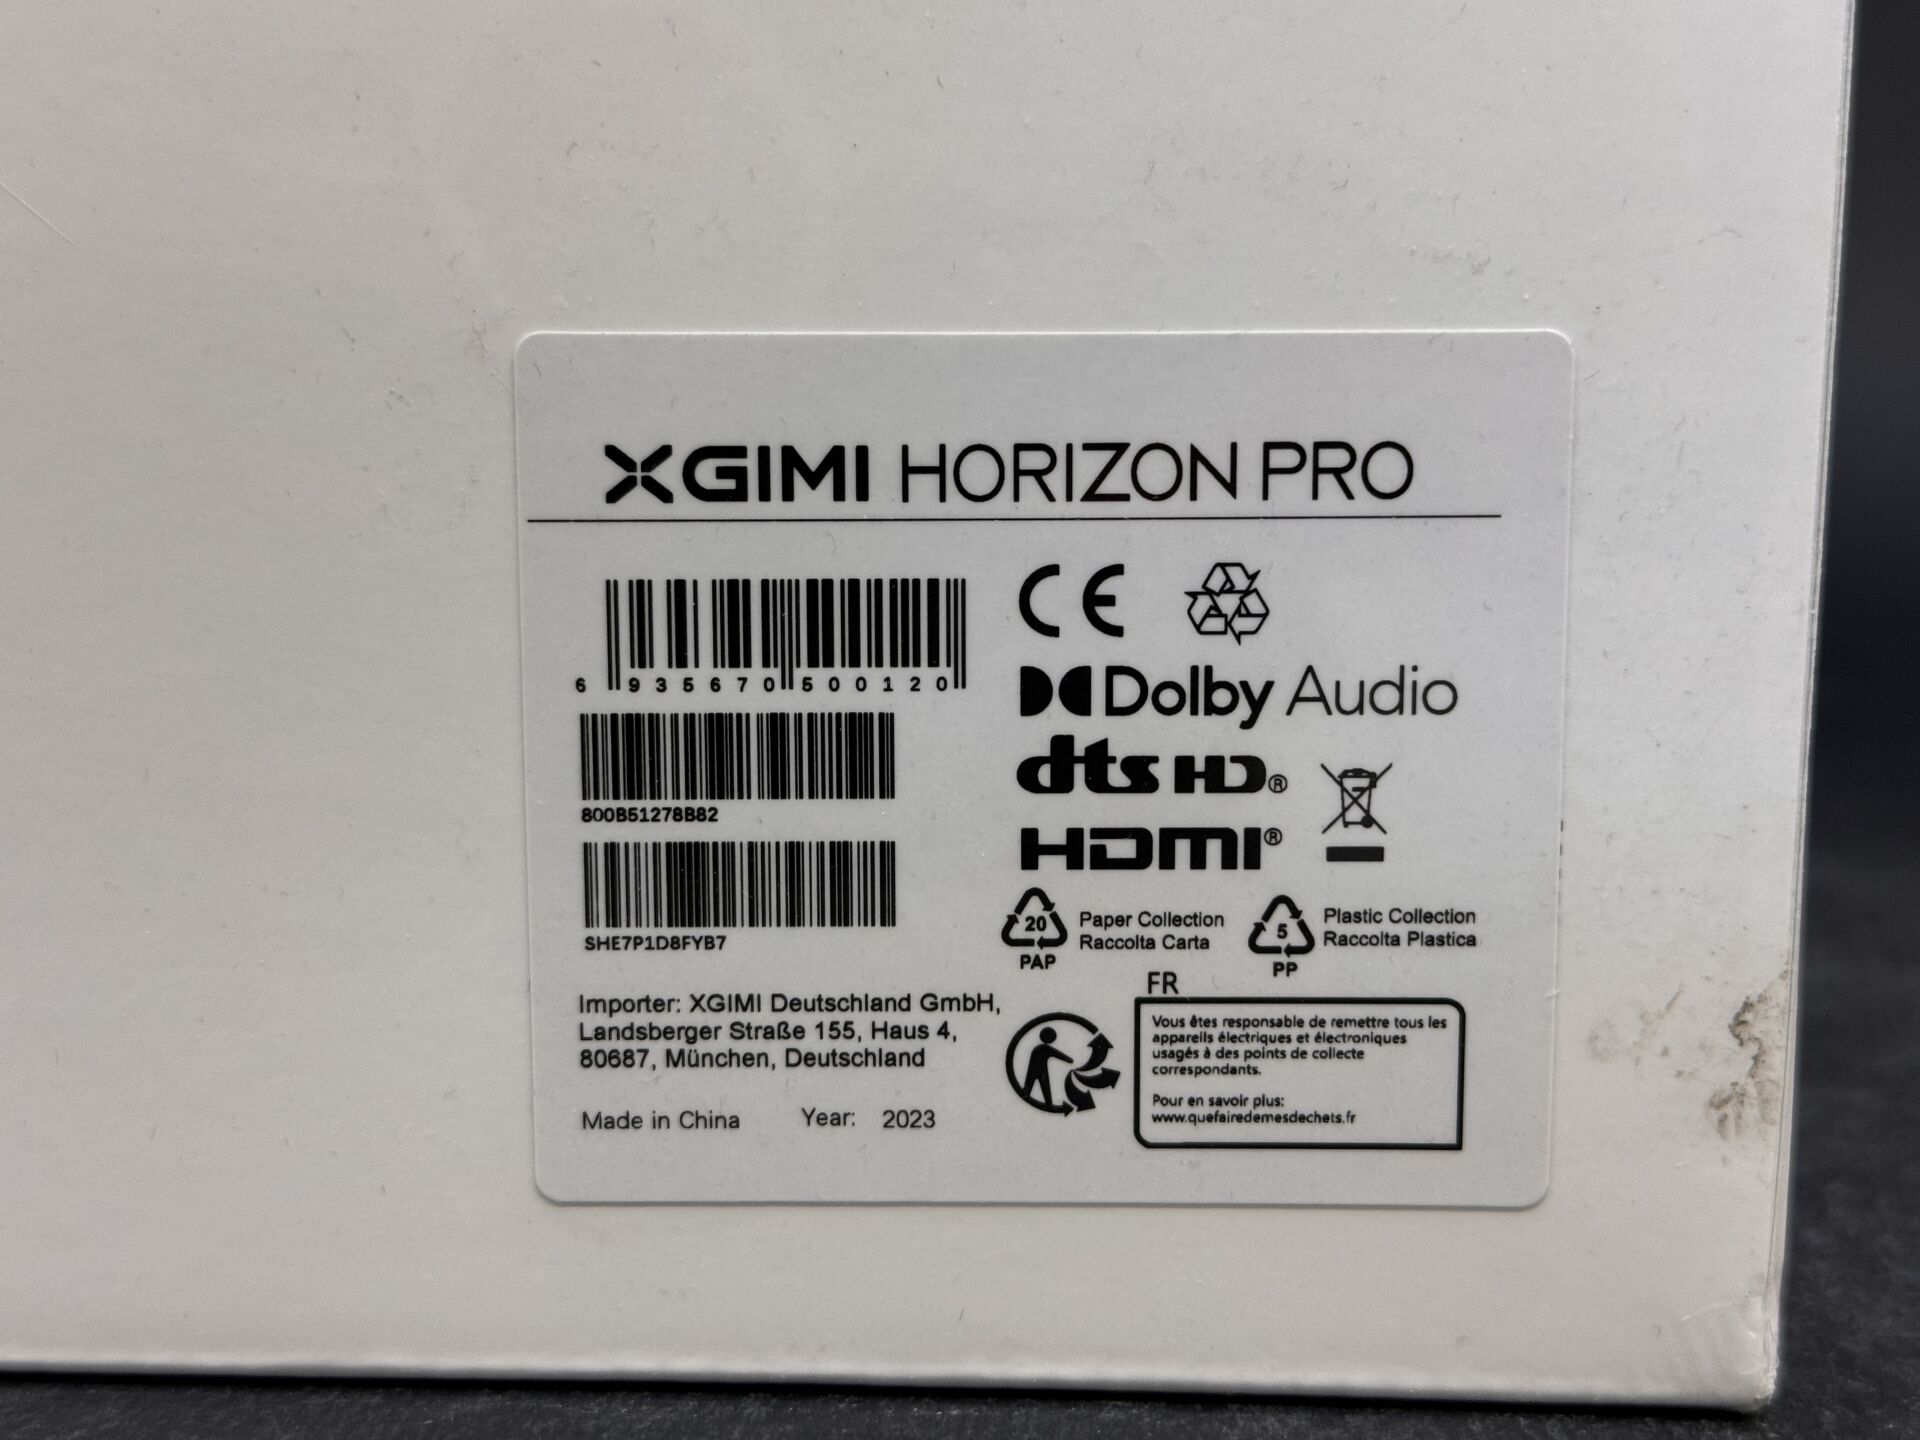 XGIMI HORIZON PRO
6 935670 500120
800B51278B82
SHE7P1D8FYB7
Importer: XGIMI Deutschland GmbH,
Landsberger Straße 155, Haus 4,
80687, München, Deutschland
Made in China Year: 2023
CE
Dolby Audio
dts HD®
HDMI®
20
PAP
Paper Collection
Raccolta Carta
5
PP
Plastic Collection
Raccolta Plastica
FR
Vous êtes responsable de remettre tous les
appareils électriques et électroniques
usagés à des points de collecte
correspondants.
Pour en savoir plus:
www.quefairedemesdechets.fr